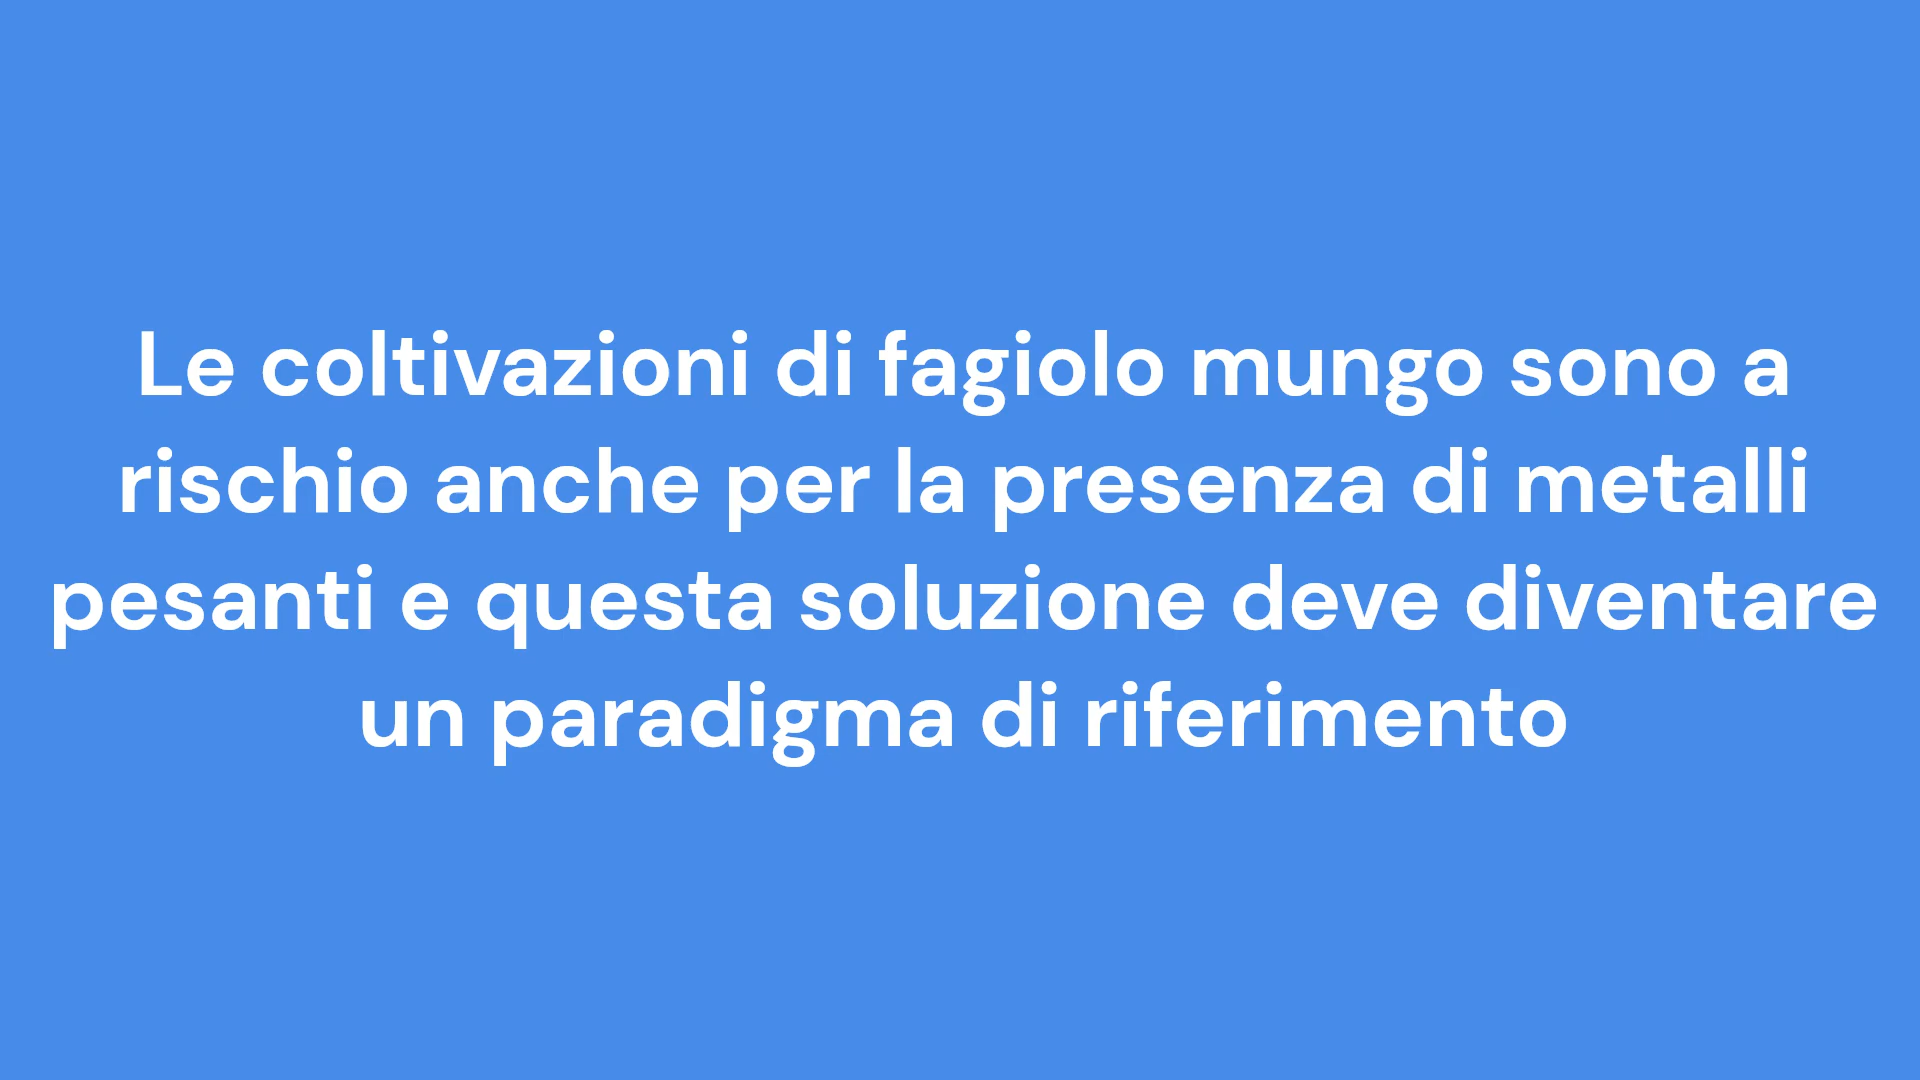 Le coltivazioni di fagiolo mungo sono a
rischio anche per la presenza di metalli
pesanti e questa soluzione deve diventare
un paradigma di riferimento